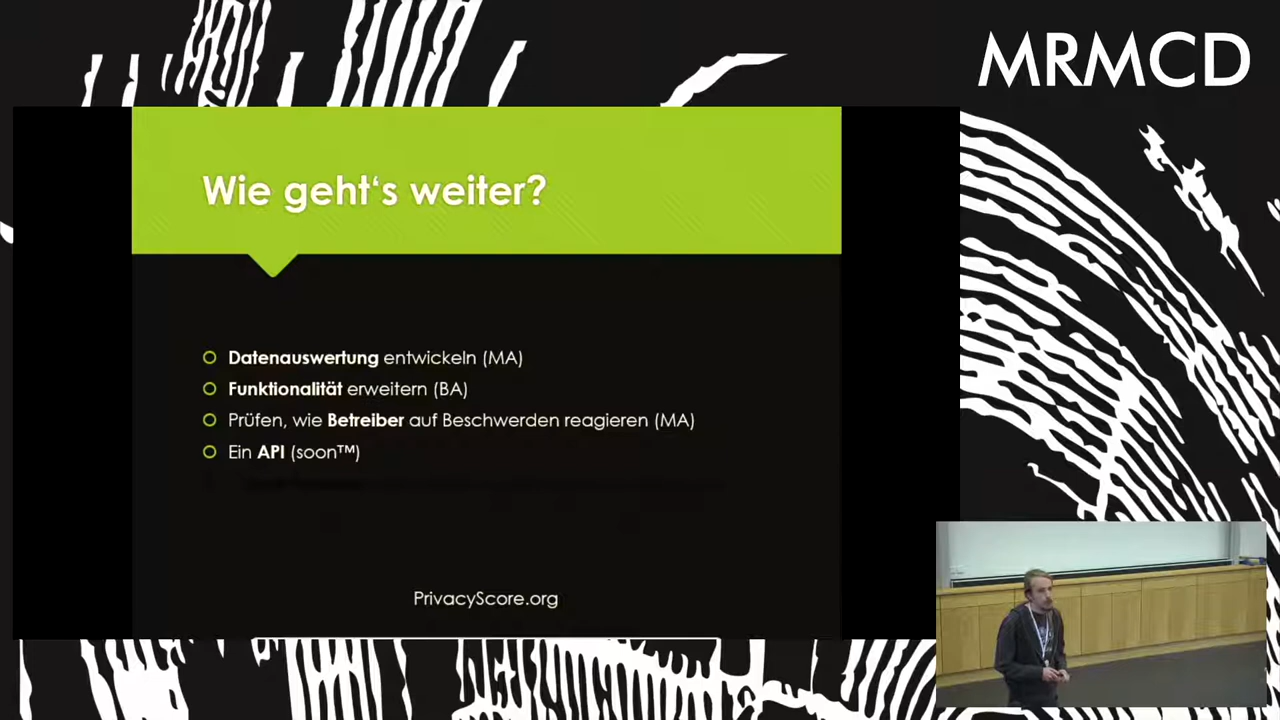 MRMCD
Wie geht‘s weiter?
Datenauswertung entwickeln (MA)
Funktionalität erweitern (BA)
Prüfen, wie Betreiber auf Beschwerden reagieren (MA)
Ein API (soon™)
PrivacyScore.org